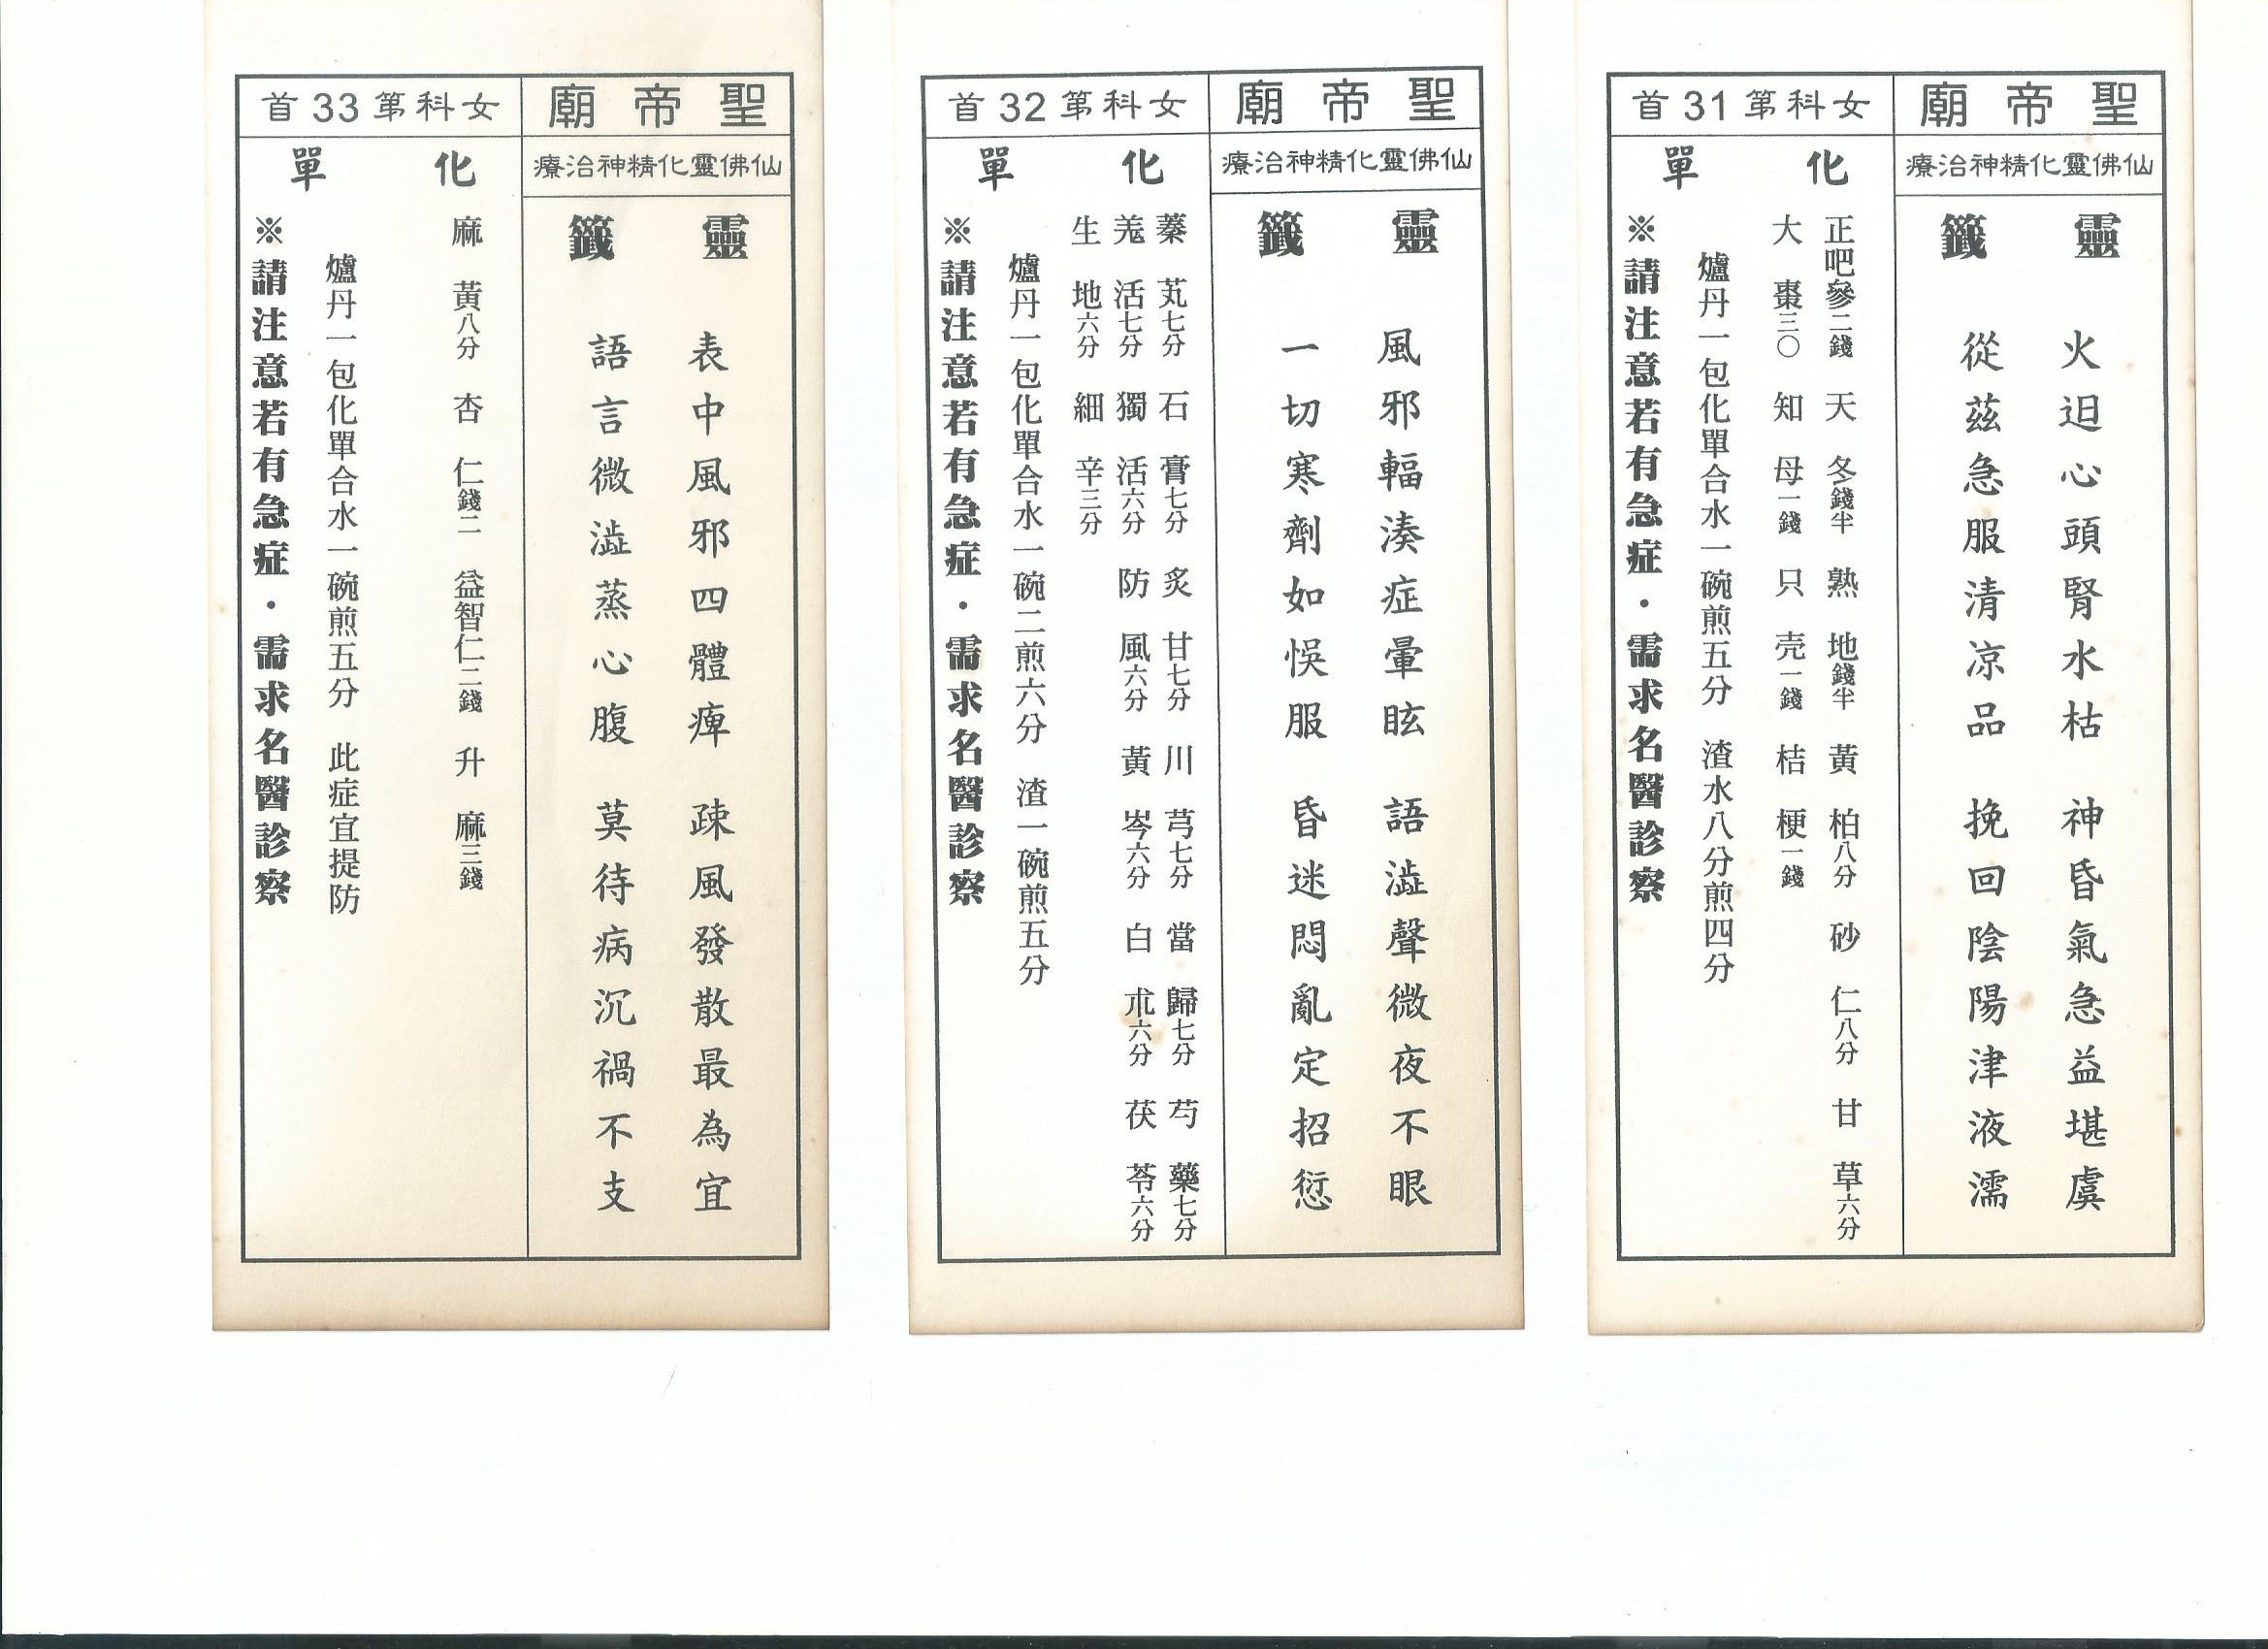 聖帝廟
女科第31首
仙佛靈化精神治療
靈籤
火迫心頭腎水枯　神昏氣急益堪虞
從茲急服清凉品　挽回陰陽津液濡
化單
正吧參二錢　天冬錢半　熟地錢半　黃柏八分　砂仁八分　甘草六分
大棗三〇　知母一錢　只壳一錢　桔梗一錢
爐丹一包化單合水一碗煎五分　渣水八分煎四分
※請注意若有急症・需求名醫診察
聖帝廟
女科第32首
仙佛靈化精神治療
靈籤
風邪輻湊症暈眩　語澁聲微夜不眠
一切寒劑如悞服　昏迷悶亂定招愆
化單
蓁芃七分　石膏七分　炙甘七分　川芎七分　當歸七分　芍藥七分
羗活七分　獨活六分　防風六分　黃岑六分　白朮六分　茯苓六分
生地六分　細辛三分
爐丹一包化單合水一碗二煎六分　渣一碗煎五分
※請注意若有急症・需求名醫診察
聖帝廟
女科第33首
仙佛靈化精神治療
靈籤
表中風邪四體痺　疎風發散最為宜
語言微澁蒸心腹　莫待病沉禍不支
化單
麻黃八分　杏仁錢二　益智仁二錢　升麻三錢
爐丹一包化單合水一碗煎五分　此症宜提防
※請注意若有急症・需求名醫診察